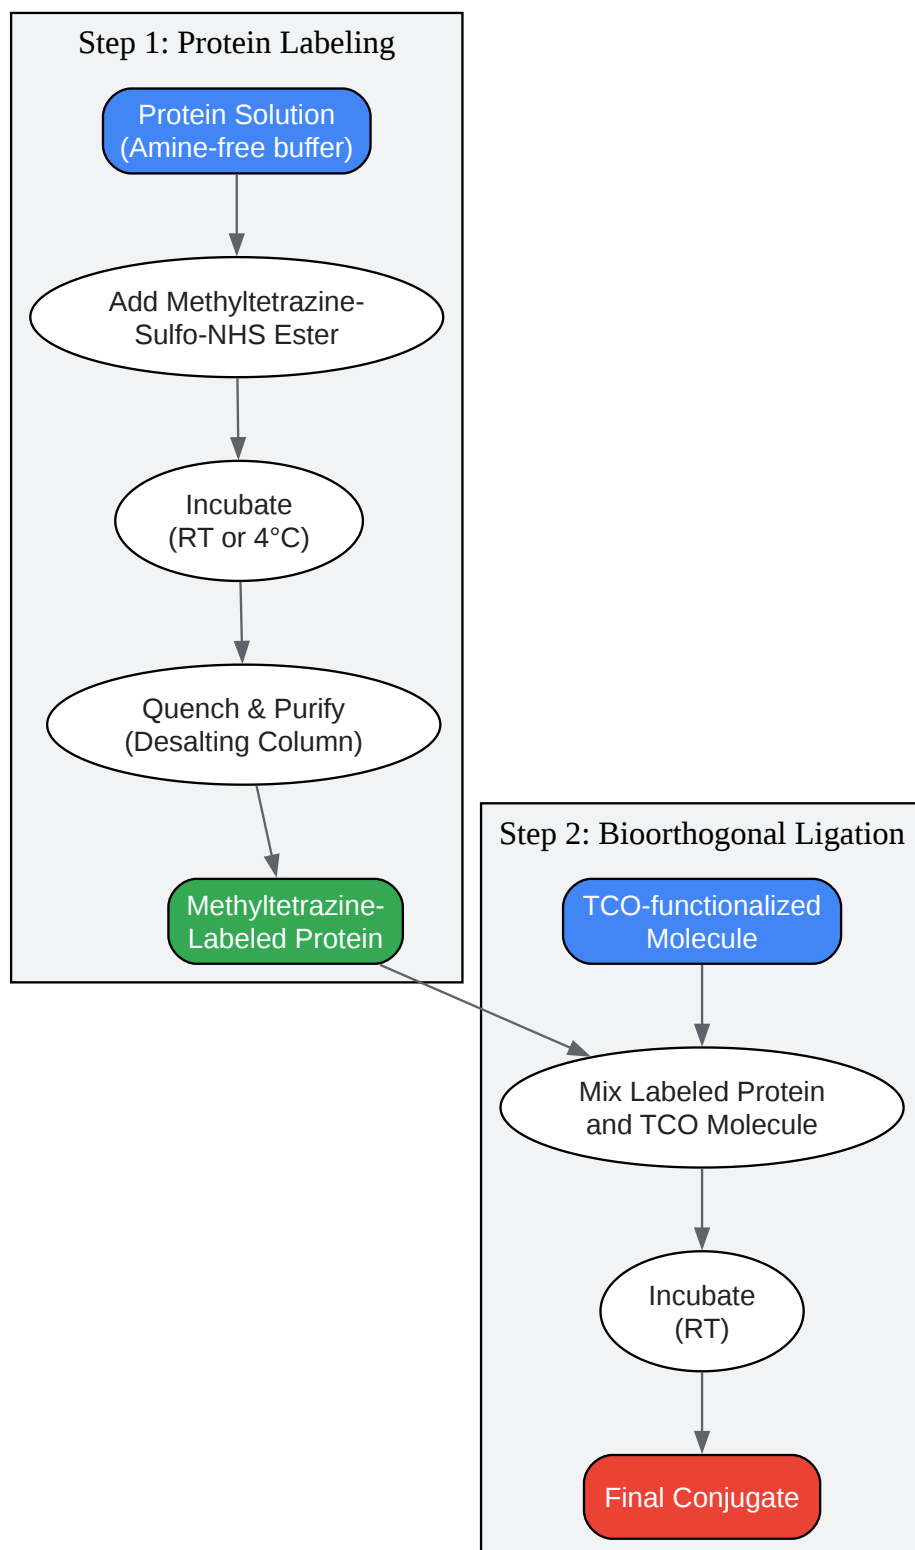 Step 1: Protein Labeling
Protein Solution
(Amine-free buffer)
Add Methyltetrazine-
Sulfo-NHS Ester
Incubate
(RT or 4°C)
Quench & Purify
(Desalting Column)
Methyltetrazine-
Labeled Protein
Step 2: Bioorthogonal Ligation
TCO-functionalized
Molecule
Mix Labeled Protein
and TCO Molecule
Incubate
(RT)
Final Conjugate